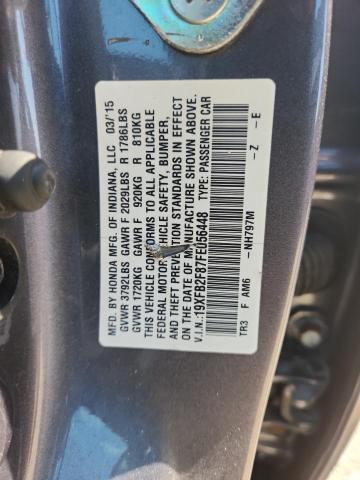 MFD. BY HONDA MFG. OF INDIANA, LLC 03/'15
GVWR 3792LBS GAWR F 2029LBS R 1786LBS
GVWR 1720KG GAWR F 920KG R 810KG
THIS VEHICLE CONFORMS TO ALL APPLICABLE
FEDERAL MOTOR VEHICLE SAFETY, BUMPER,
AND THEFT PREVENTION STANDARDS IN EFFECT
ON THE DATE OF MANUFACTURE SHOWN ABOVE.
V.I.N.: 19XFB2F87FE056448 TYPE: PASSENGER CAR
TR3 F AM6 -NH797M -Z -E